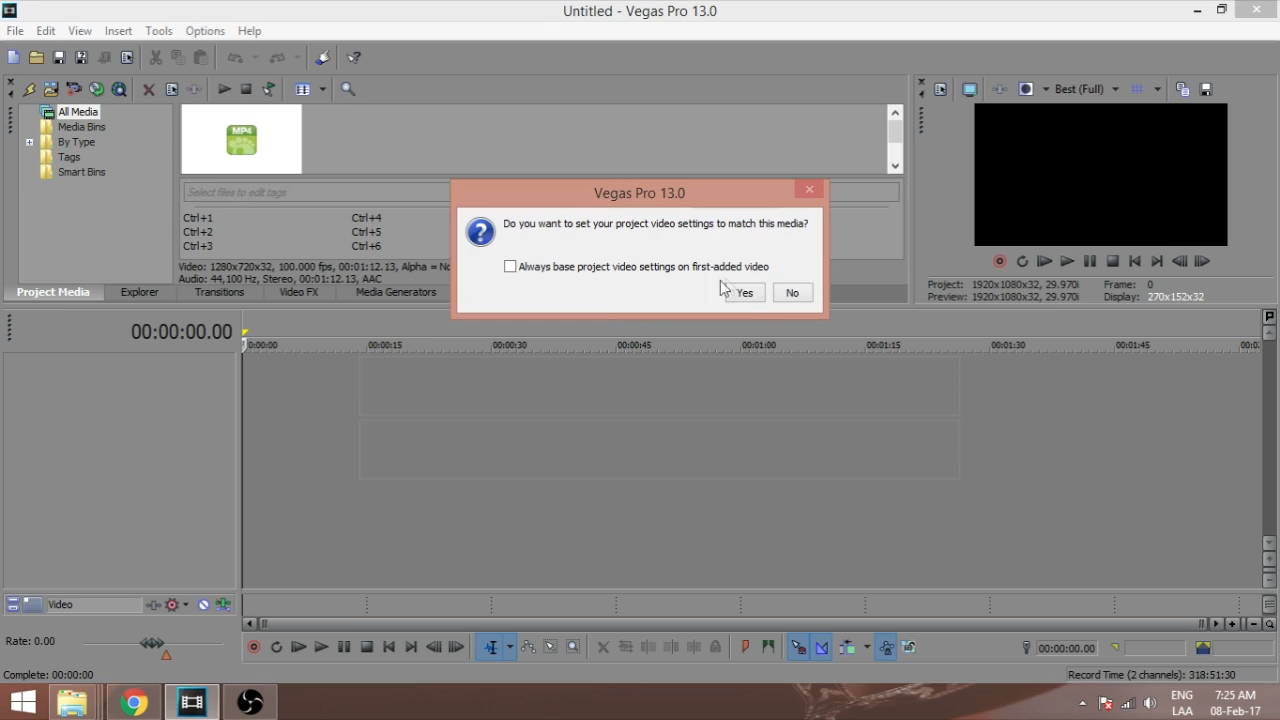 Untitled - Vegas Pro 13.0
File Edit View Insert Tools Options Help
Best (Full)
All Media
Media Bins
By Type
Tags
Smart Bins
MP4
Select files to edit tags
Ctrl+1 Ctrl+4
Ctrl+2 Ctrl+5
Ctrl+3 Ctrl+6
Video: 1280x720x32, 100.000 fps, 00:01:12.13, Alpha =
Audio: 44,100 Hz, Stereo, 00:01:12.13, AAC
Vegas Pro 13.0
Do you want to set your project video settings to match this media?
Always base project video settings on first-added video
Yes No
Project Media Explorer Transitions Video FX Media Generators
Project: 1920x1080x32, 29.970i Frame: 0
Preview: 1920x1080x32, 29.970i Display: 270x152x32
00:00:00.00
0:00:00 00:00:15 00:00:30 00:00:45 00:01:00 00:01:15 00:01:30 00:01:45
Video
Rate: 0.00
00:00:00.00
Complete: 00:00:00
Record Time (2 channels): 318:51:30
ENG 7:25 AM
LAA 08-Feb-17